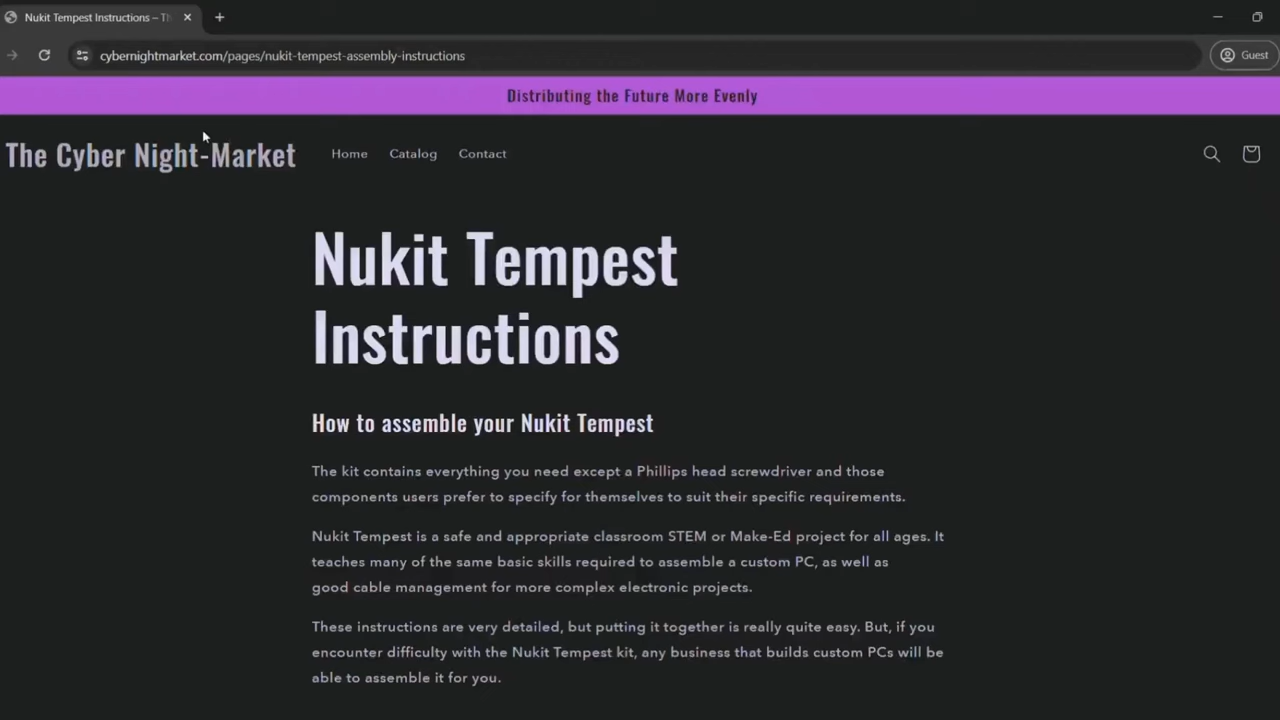 Nukit Tempest Instructions – Th
cybernightmarket.com/pages/nukit-tempest-assembly-instructions
Guest
Distributing the Future More Evenly
The Cyber Night-Market
Home
Catalog
Contact
Nukit Tempest
Instructions
How to assemble your Nukit Tempest
The kit contains everything you need except a Phillips head screwdriver and those
components users prefer to specify for themselves to suit their specific requirements.
Nukit Tempest is a safe and appropriate classroom STEM or Make-Ed project for all ages. It
teaches many of the same basic skills required to assemble a custom PC, as well as
good cable management for more complex electronic projects.
These instructions are very detailed, but putting it together is really quite easy. But, if you
encounter difficulty with the Nukit Tempest kit, any business that builds custom PCs will be
able to assemble it for you.